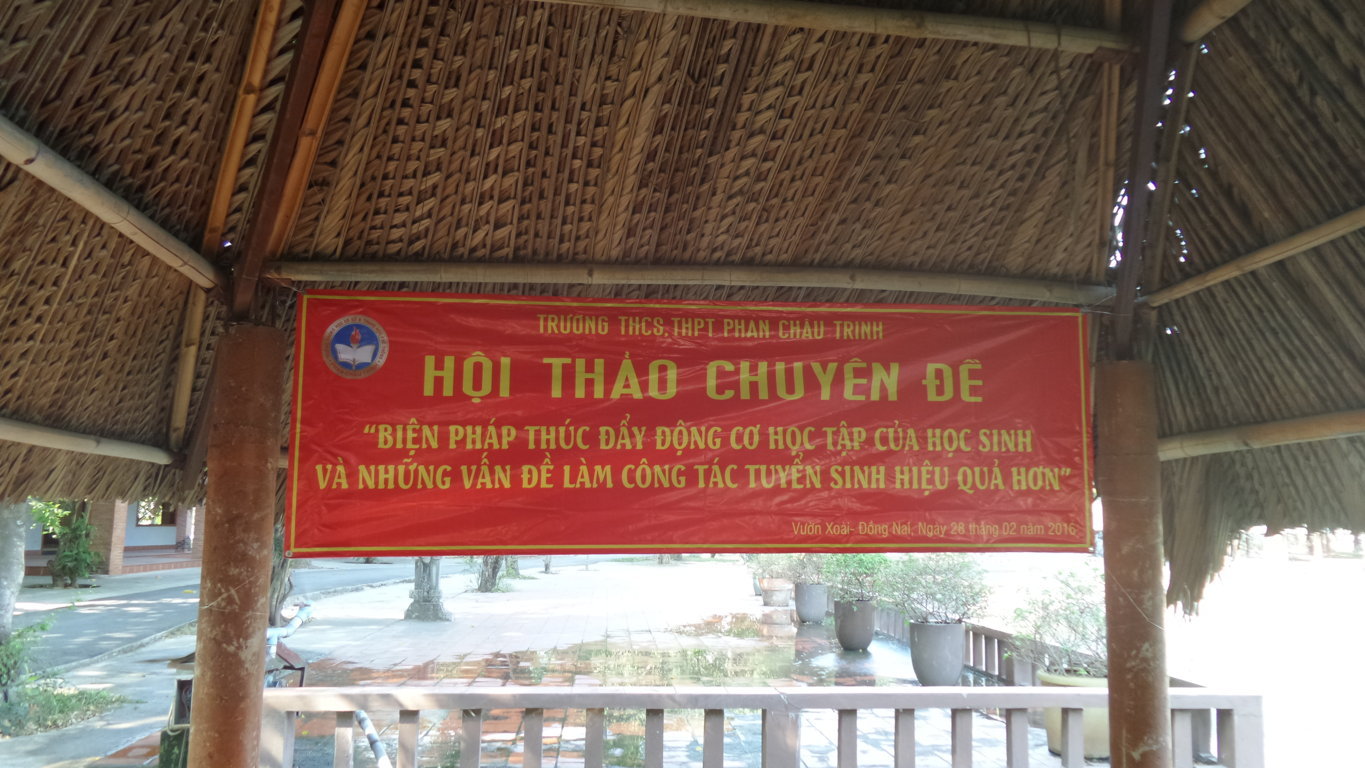 TRƯỜNG THCS, THPT PHAN CHÂU TRINH
HỘI THẢO CHUYÊN ĐỀ
“BIỆN PHÁP THÚC ĐẨY ĐỘNG CƠ HỌC TẬP CỦA HỌC SINH
VÀ NHỮNG VẤN ĐỀ LÀM CÔNG TÁC TUYỂN SINH HIỆU QUẢ HƠN”
Vườn Xoài- Đồng Nai, Ngày 28 tháng 02 năm 2016